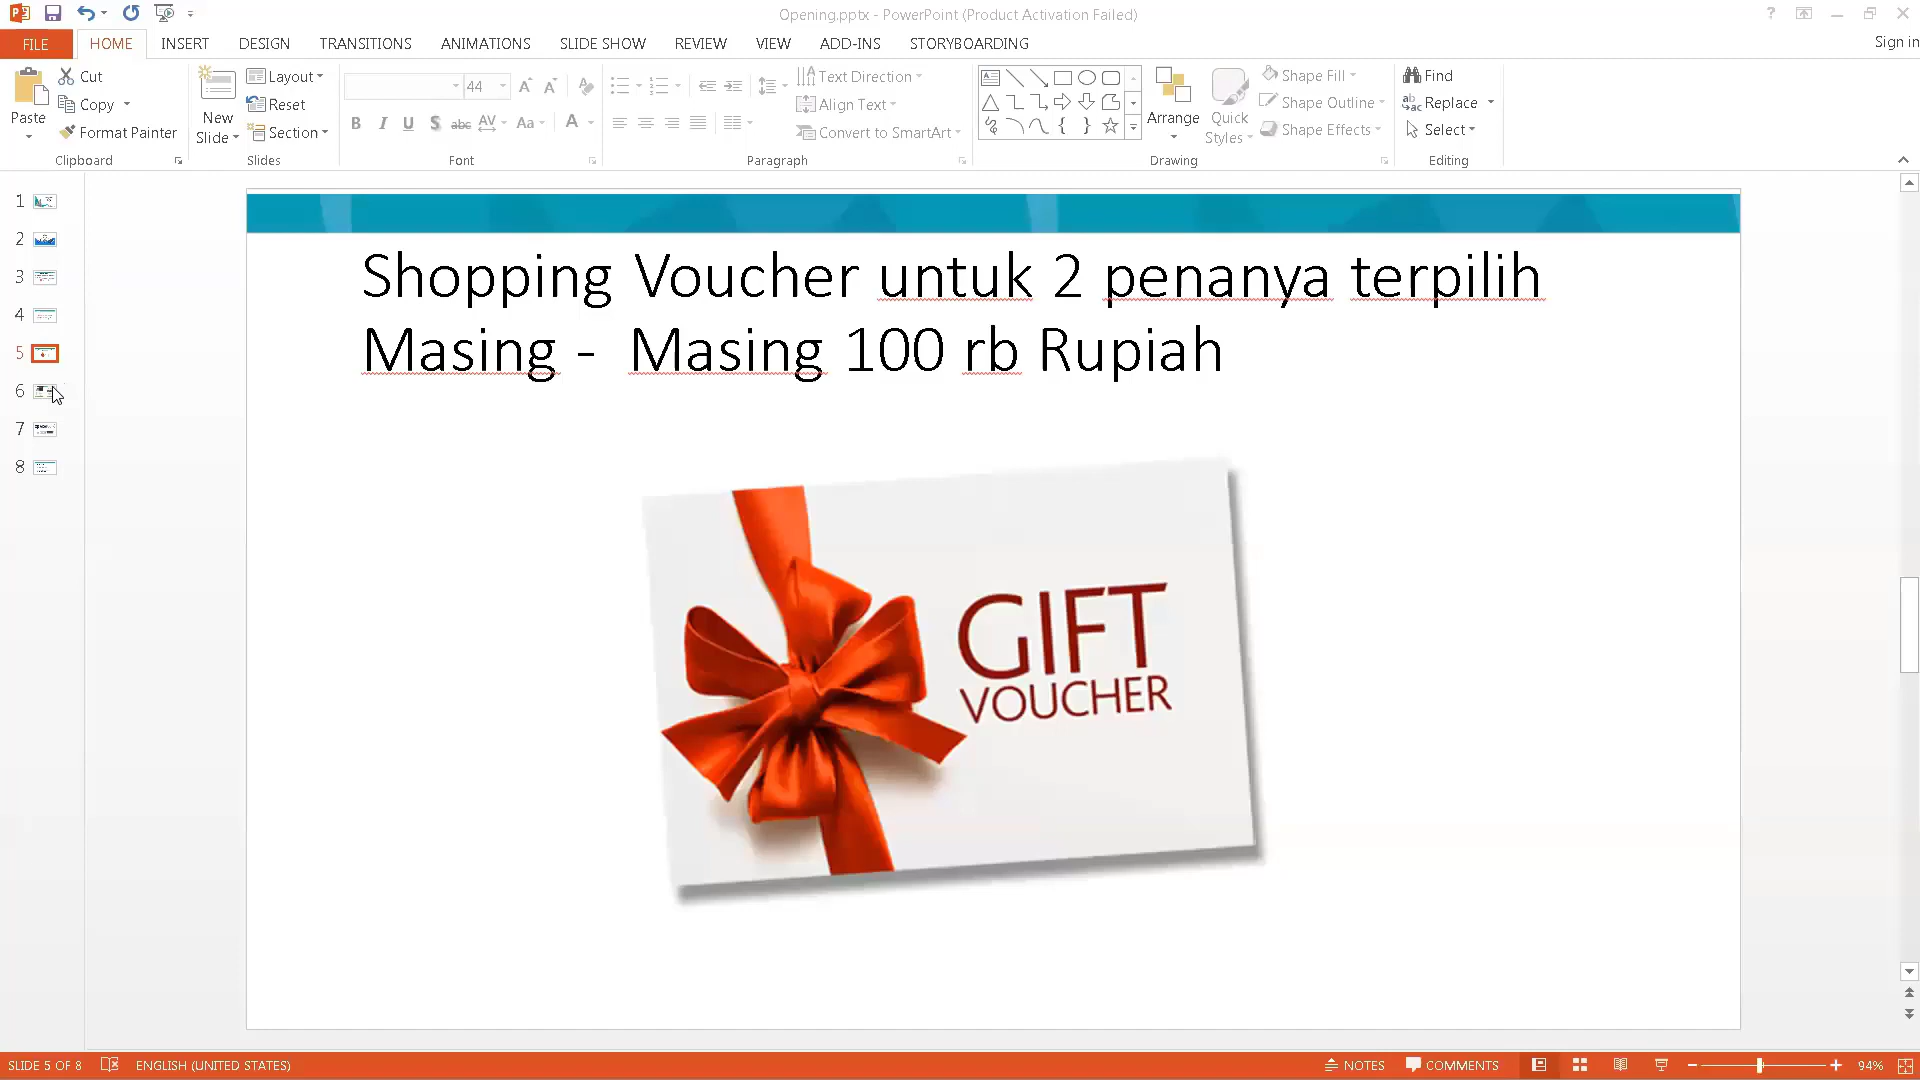 Opening.pptx - PowerPoint (Product Activation Failed)
?
FILE HOME INSERT DESIGN TRANSITIONS ANIMATIONS SLIDE SHOW REVIEW VIEW ADD-INS STORYBOARDING Sign in
Paste
Cut
Copy
Format Painter
Clipboard
New
Slide
Layout
Reset
Section
Slides
44
B I U S abc AV Aa A
Font
Text Direction
Align Text
Convert to SmartArt
Paragraph
Arrange
Quick
Styles
Shape Fill
Shape Outline
Shape Effects
Drawing
Find
Replace
Select
Editing
1
2
3
4
5
6
7
8
Shopping Voucher untuk 2 penanya terpilih
Masing - Masing 100 rb Rupiah
GIFT
VOUCHER
SLIDE 5 OF 8 ENGLISH (UNITED STATES) NOTES COMMENTS 94%